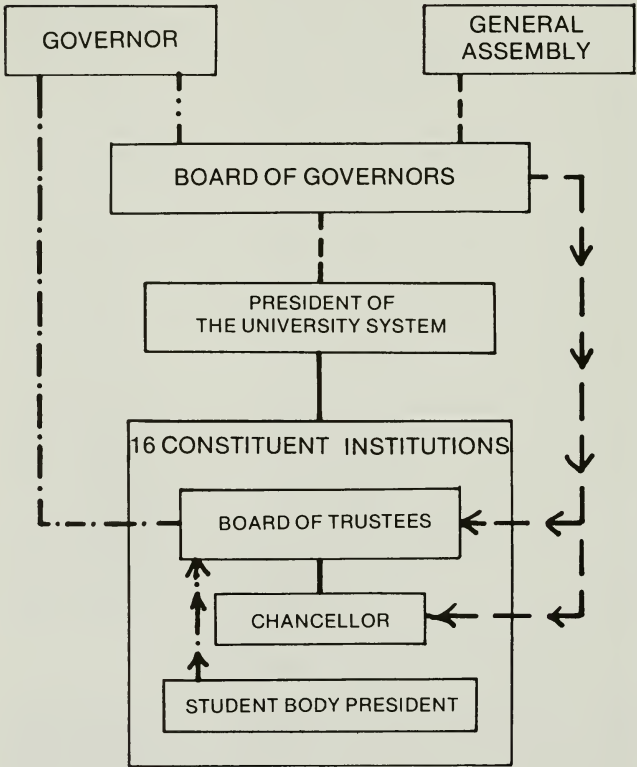 GOVERNOR
GENERAL
ASSEMBLY
BOARD OF GOVERNORS
PRESIDENT OF
THE UNIVERSITY SYSTEM
16 CONSTITUENT INSTITUTIONS
BOARD OF TRUSTEES
CHANCELLOR
STUDENT BODY PRESIDENT